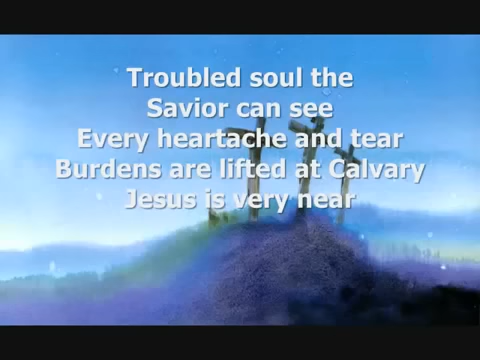 Troubled soul the
Savior can see
Every heartache and tear
Burdens are lifted at Calvary
Jesus is very near